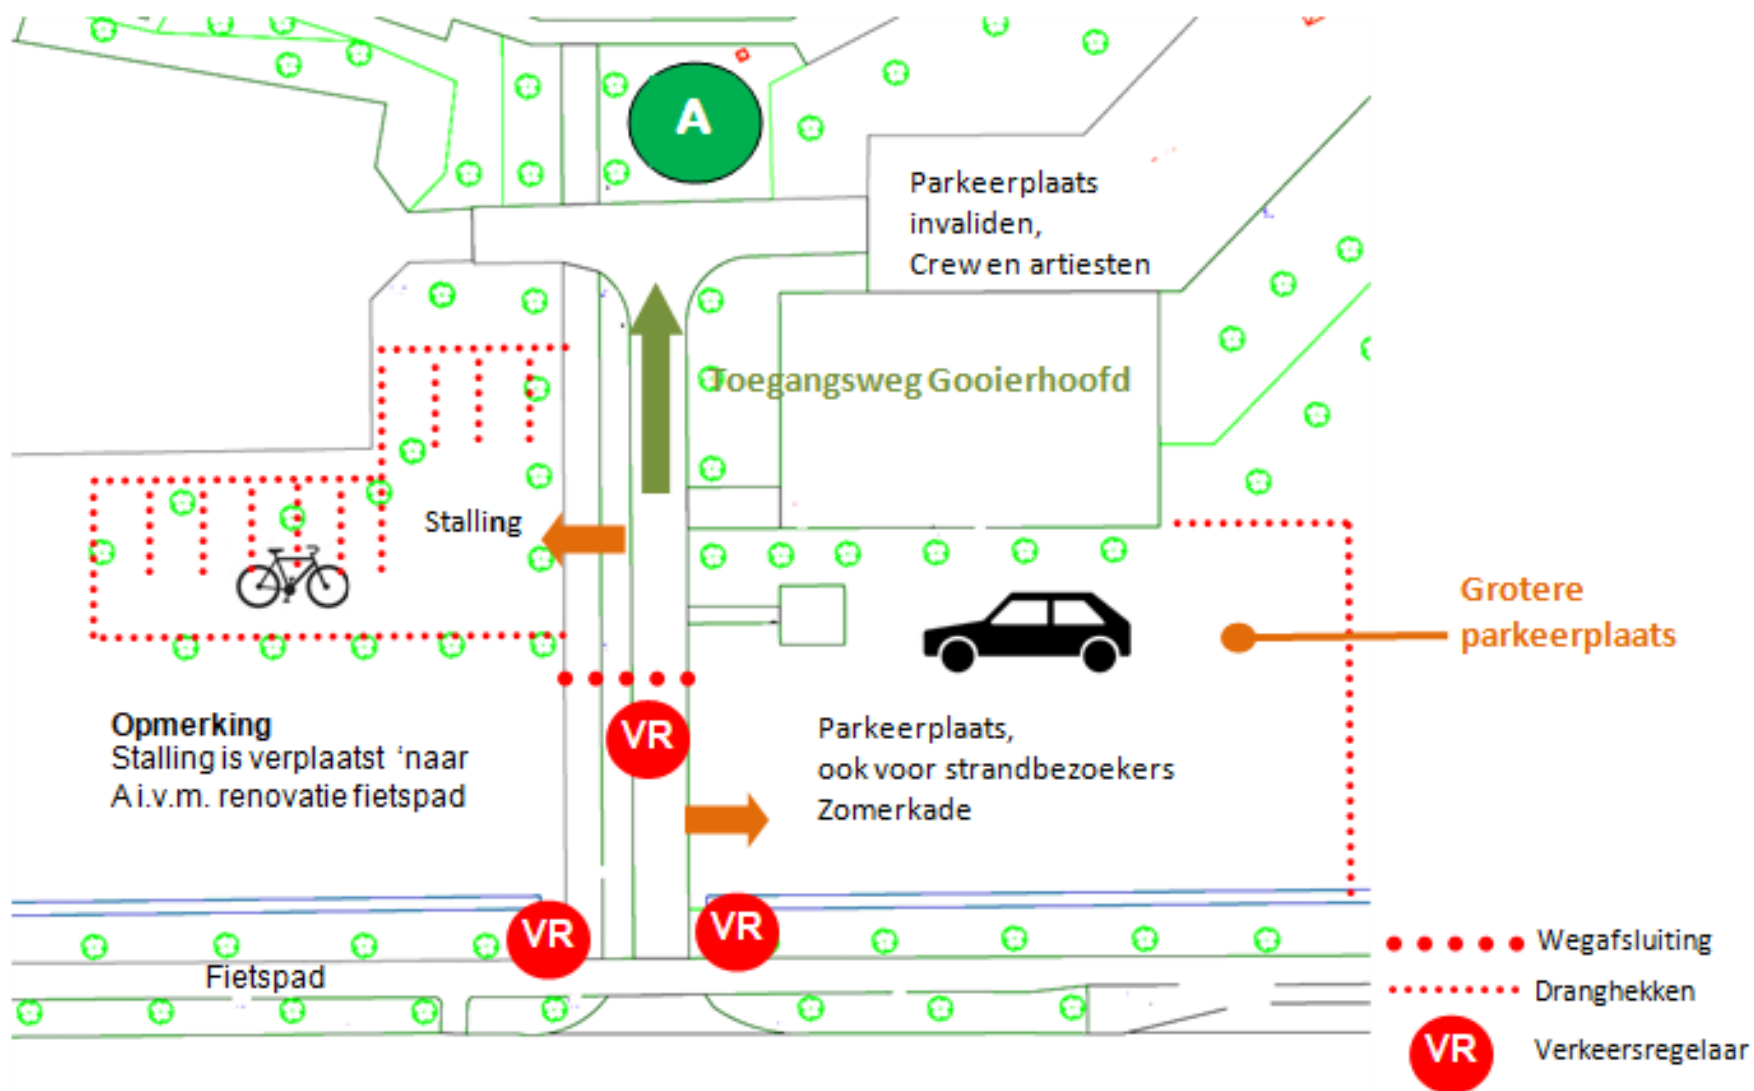 A
Parkeerplaats
invaliden,
Crew en artiesten
Toegangsweg Gooierhoofd
Stalling
Grotere
parkeerplaats
Opmerking
Stalling is verplaatst ‘naar
A i.v.m. renovatie fietspad
VR
Parkeerplaats,
ook voor strandbezoekers
Zomerkade
VR
VR
Fietspad
Wegafsluiting
Dranghekken
VR
Verkeersregelaar